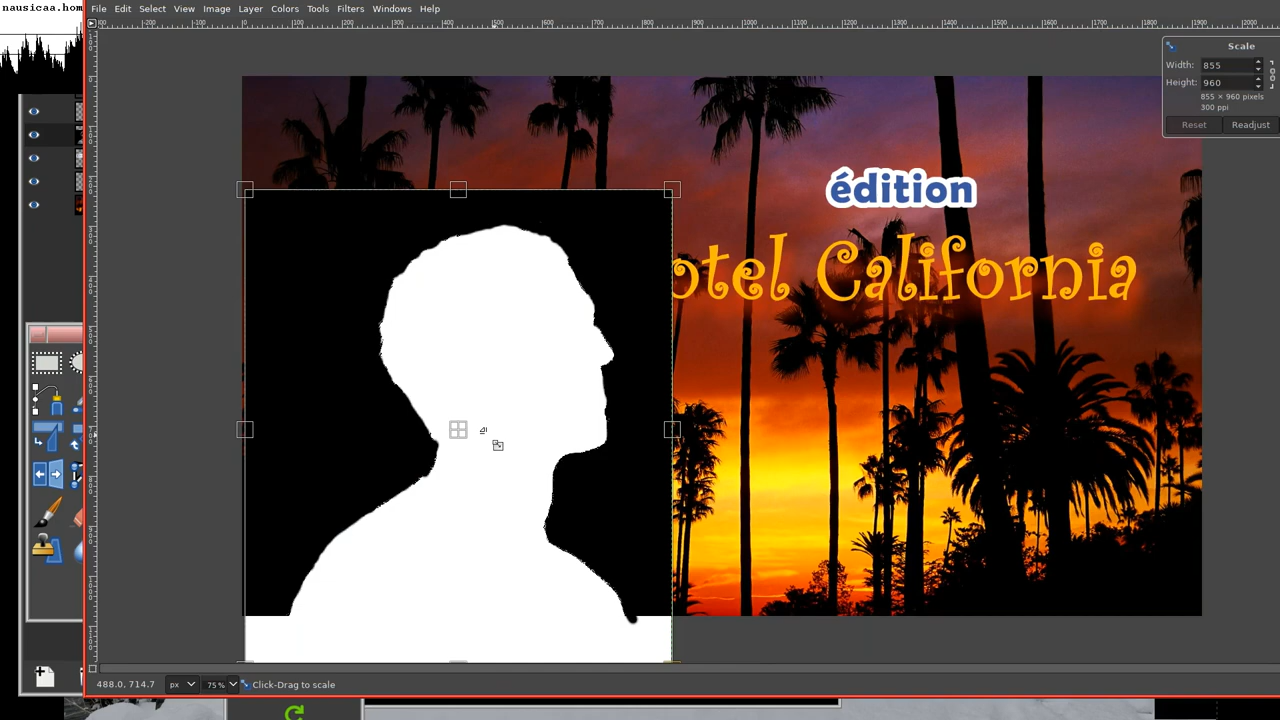 nausicaa.hom
File Edit Select View Image Layer Colors Tools Filters Windows Help
Scale
Width: 855
Height: 960
855 × 960 pixels
300 ppi
Reset Readjust
édition
otel California
488.0, 714.7 px 75% Click-Drag to scale